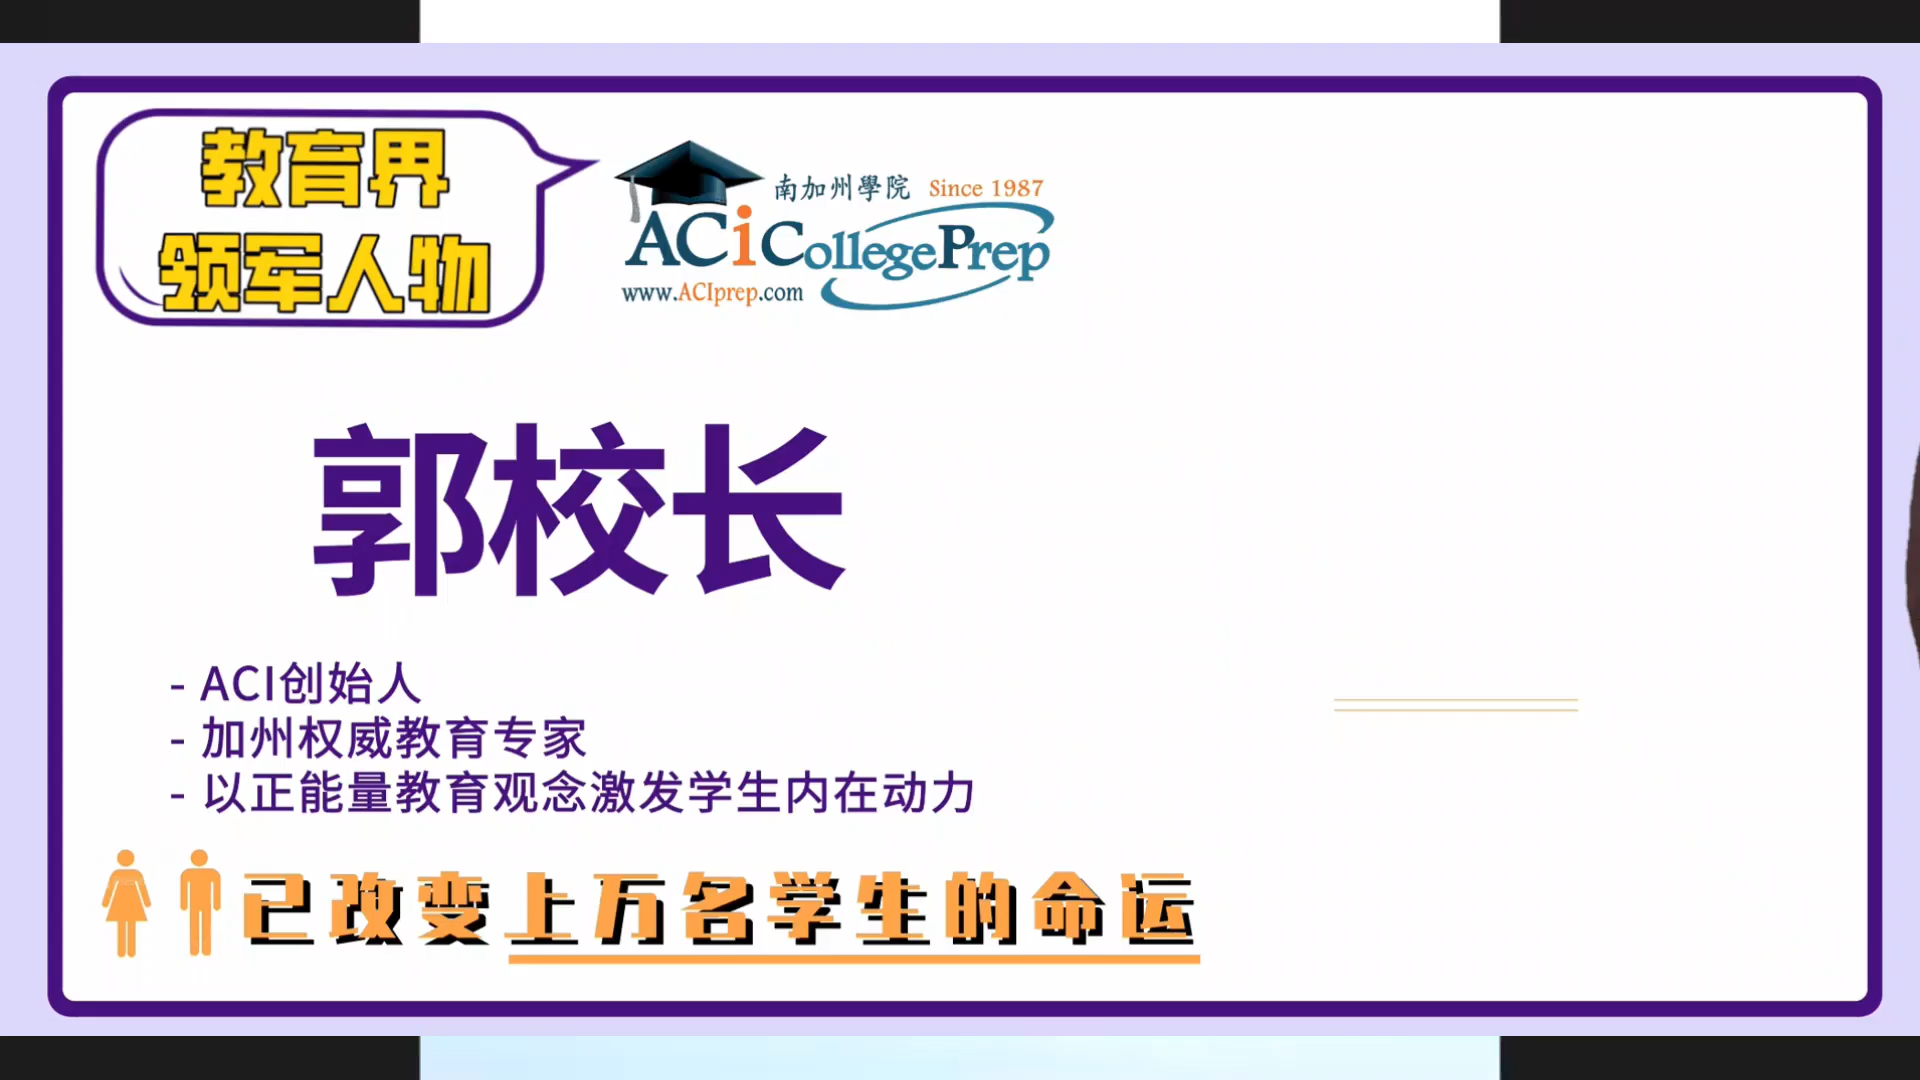 教育界
领军人物
南加州學院 Since 1987
ACiCollegePrep
www.ACIprep.com
郭校长
- ACI创始人
- 加州权威教育专家
- 以正能量教育观念激发学生内在动力
已改变上万名学生的命运